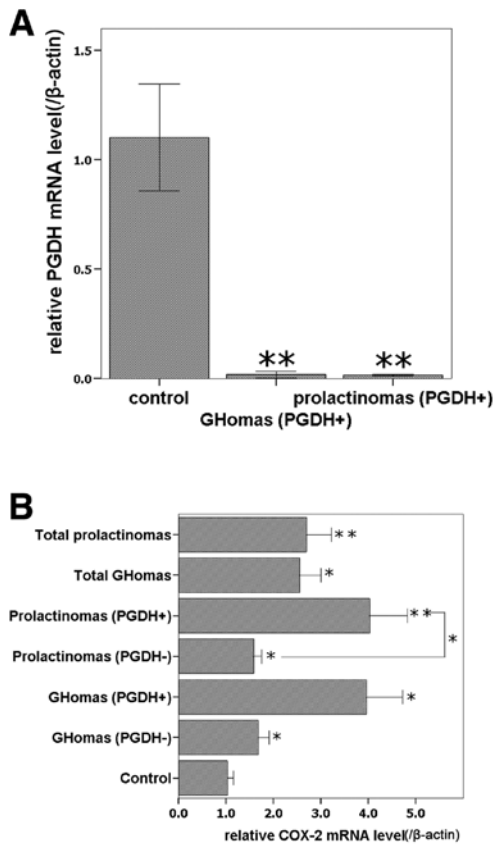 A
relative PGDH mRNA level(/β-actin)
1.5
1.0
0.5
0.0
** **
control prolactinomas (PGDH+)
GHomas (PGDH+)
B
Total prolactinomas **
Total GHomas *
Prolactinomas (PGDH+) **
*
Prolactinomas (PGDH-) *
GHomas (PGDH+) *
GHomas (PGDH-) *
Control
0.0 1.0 2.0 3.0 4.0 5.0
relative COX-2 mRNA level(/β-actin)